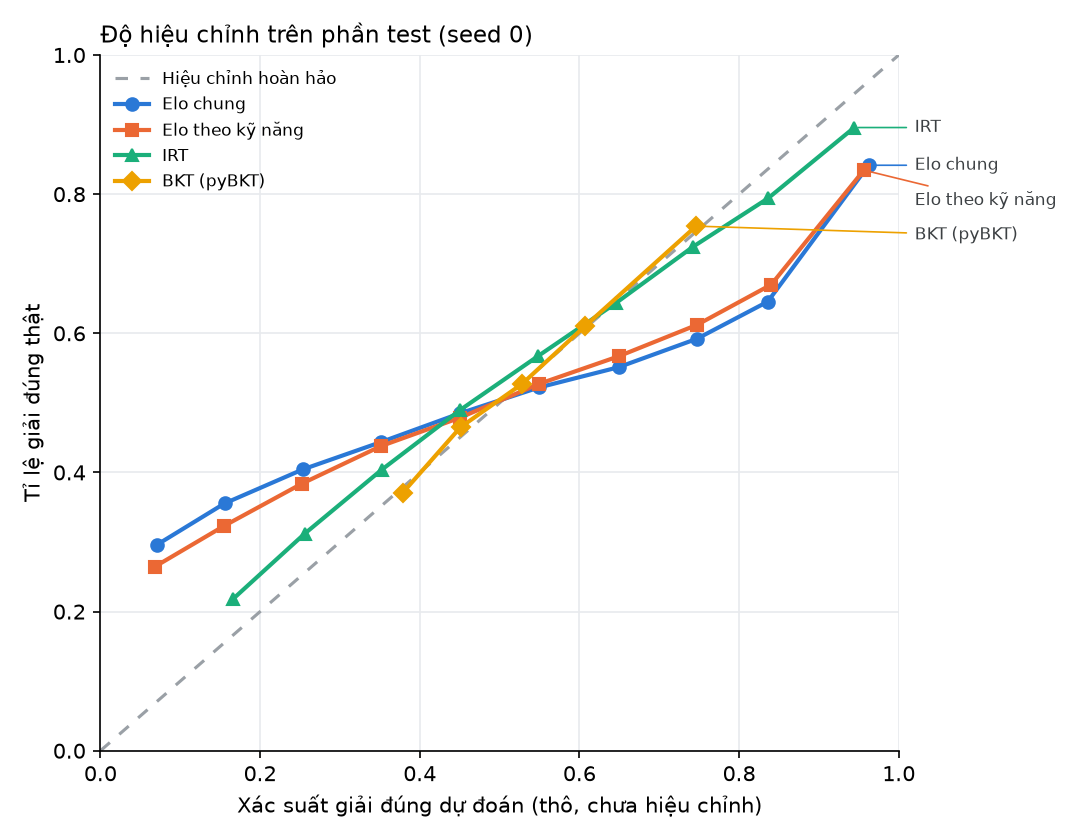 Độ hiệu chỉnh trên phần test (seed 0)
1.0
0.8
0.6
0.4
0.2
0.0
Tỉ lệ giải đúng thật
Hiệu chỉnh hoàn hảo
Elo chung
Elo theo kỹ năng
IRT
BKT (pyBKT)
IRT
Elo chung
Elo theo kỹ năng
BKT (pyBKT)
0.0 0.2 0.4 0.6 0.8 1.0
Xác suất giải đúng dự đoán (thô, chưa hiệu chỉnh)